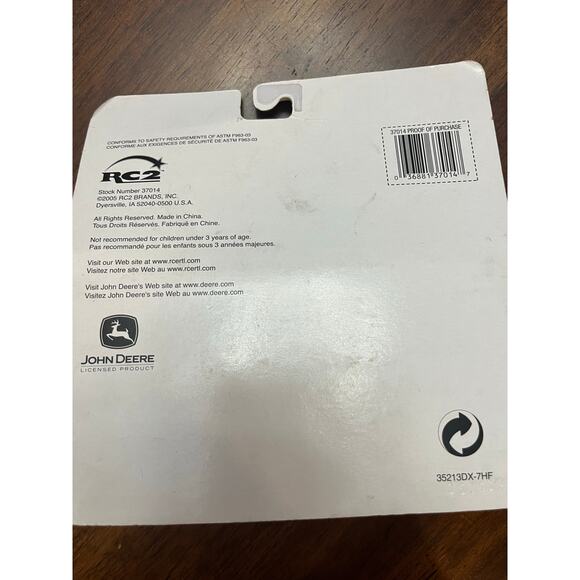 CONFORMS TO SAFETY REQUIREMENTS OF ASTM F963-03
CONFORME AUX EXIGENCES DE SÉCURITÉ DE ASTM F963-03
RC2
Stock Number 37014
©2005 RC2 BRANDS, INC.
Dyersville, IA 52040-0500 U.S.A.
All Rights Reserved. Made in China.
Tous Droits Réservés. Fabriqué en Chine.
Not recommended for children under 3 years of age.
Pas recommandé pour les enfants sous 3 années majeures.
Visit our Web site at www.rcertl.com
Visitez notre site Web au www.rcertl.com
Visit John Deere's Web site at www.deere.com
Visitez John Deere's site Web au www.deere.com
JOHN DEERE
LICENSED PRODUCT
37014 PROOF OF PURCHASE
0 36881 37014 7
35213DX-7HF